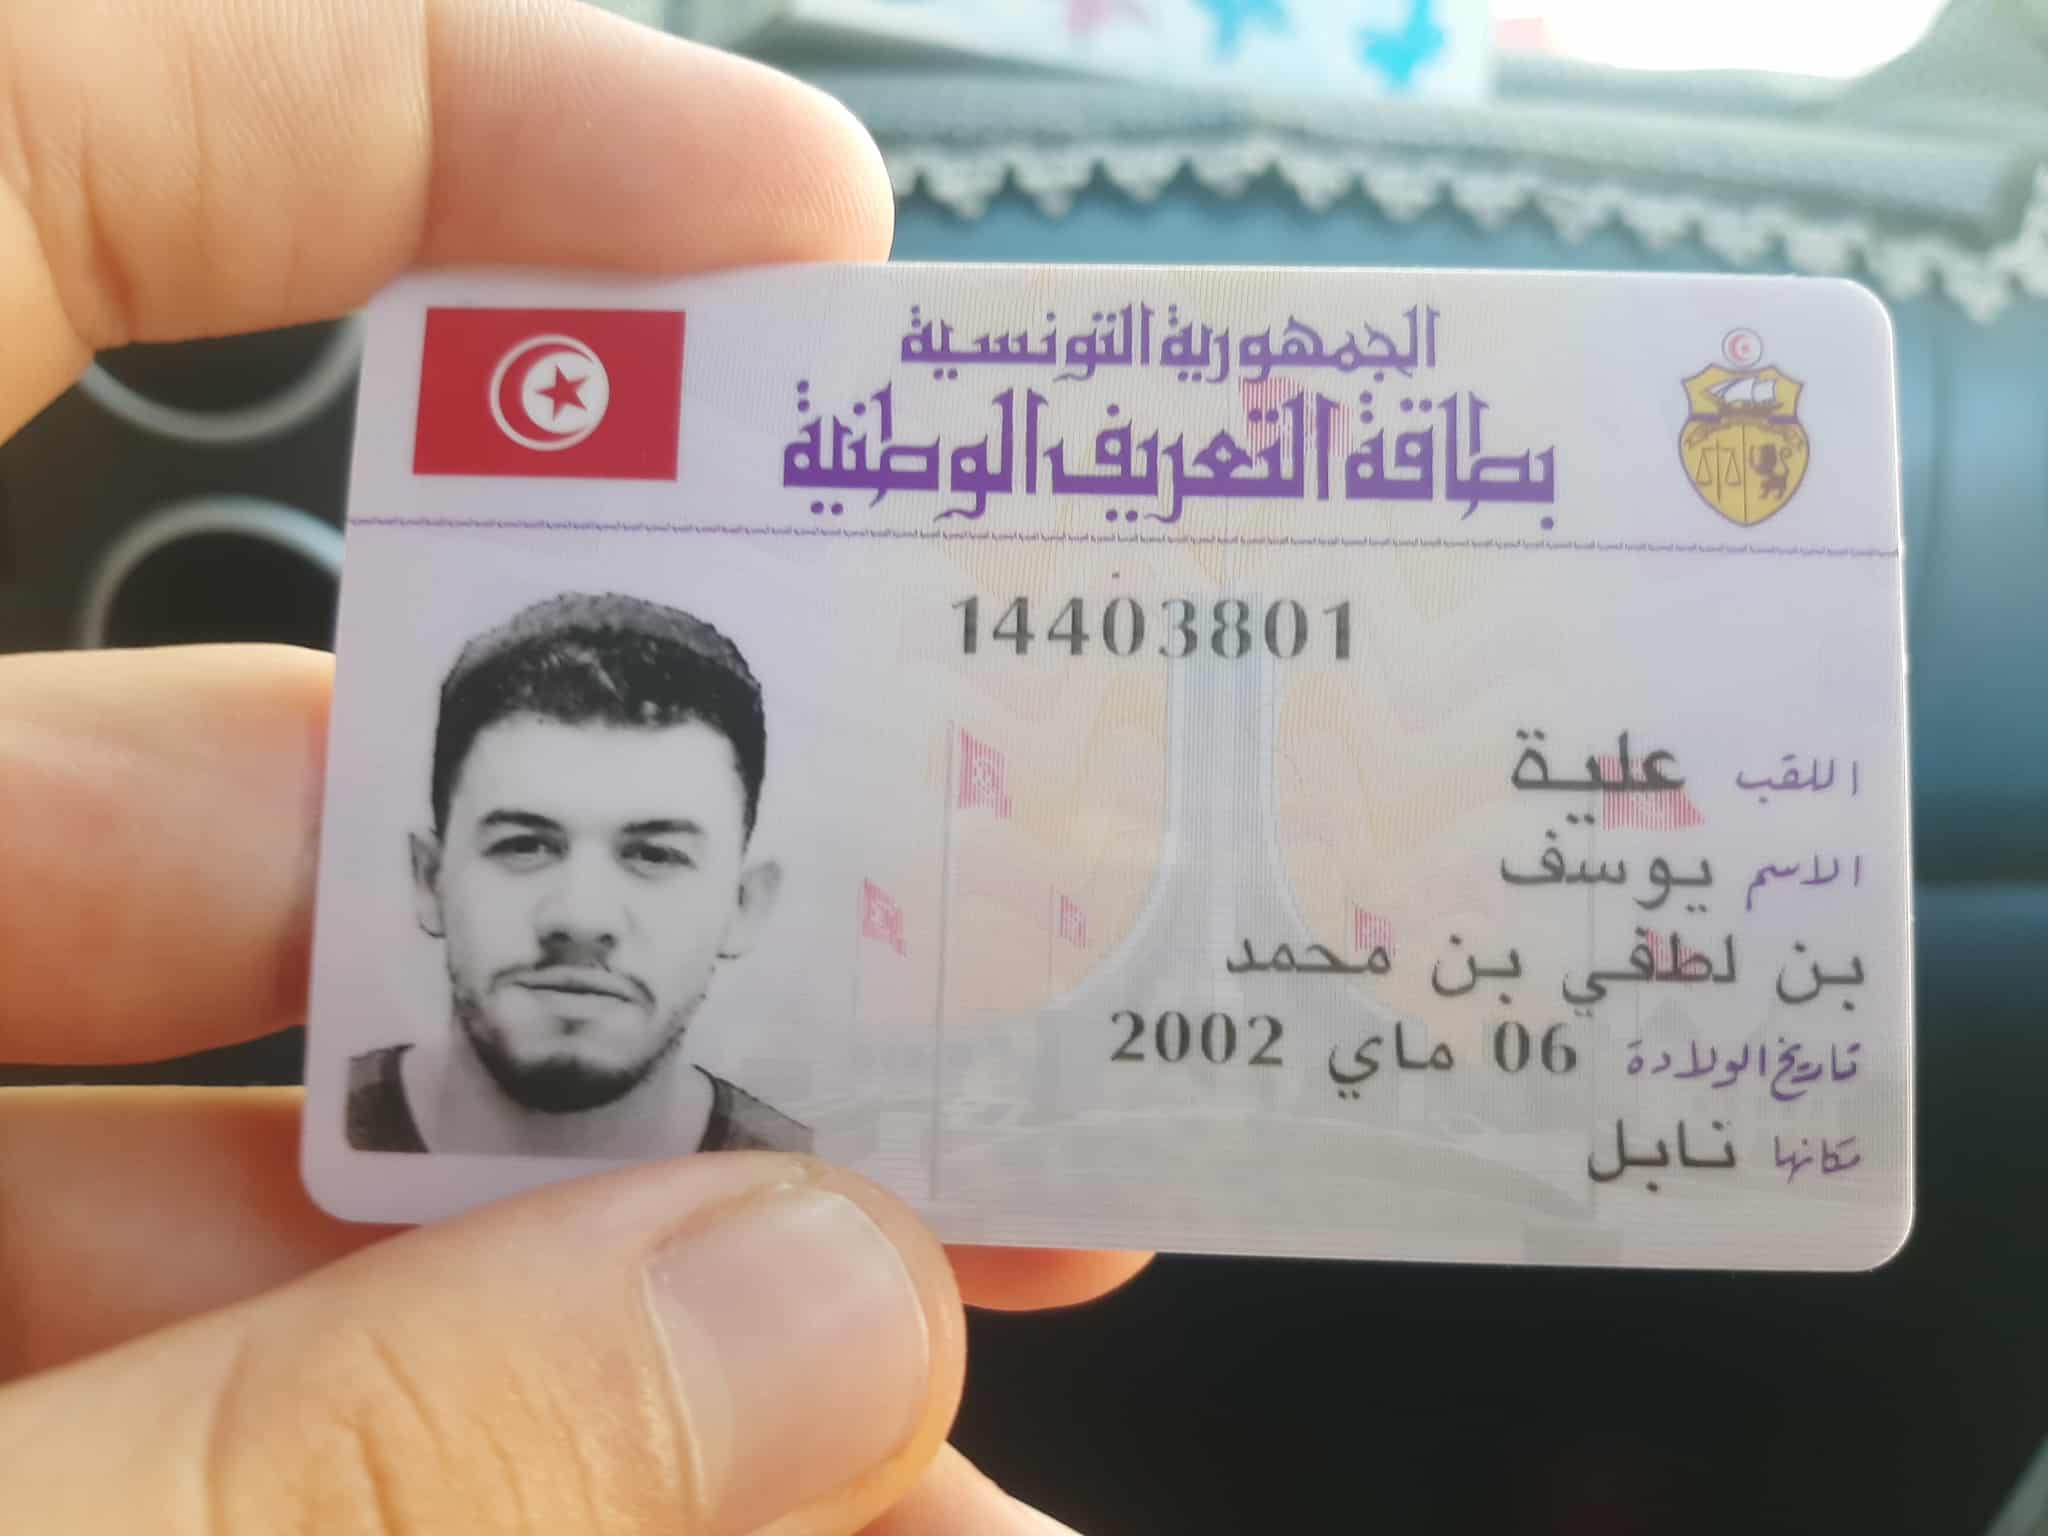 الجمهورية التونسية
بطاقة التعريف الوطنية
14403801
اللقب علية
الاسم يوسف
بن لطفي بن محمد
تاريخ الولادة 06 ماي 2002
مكانها نابل